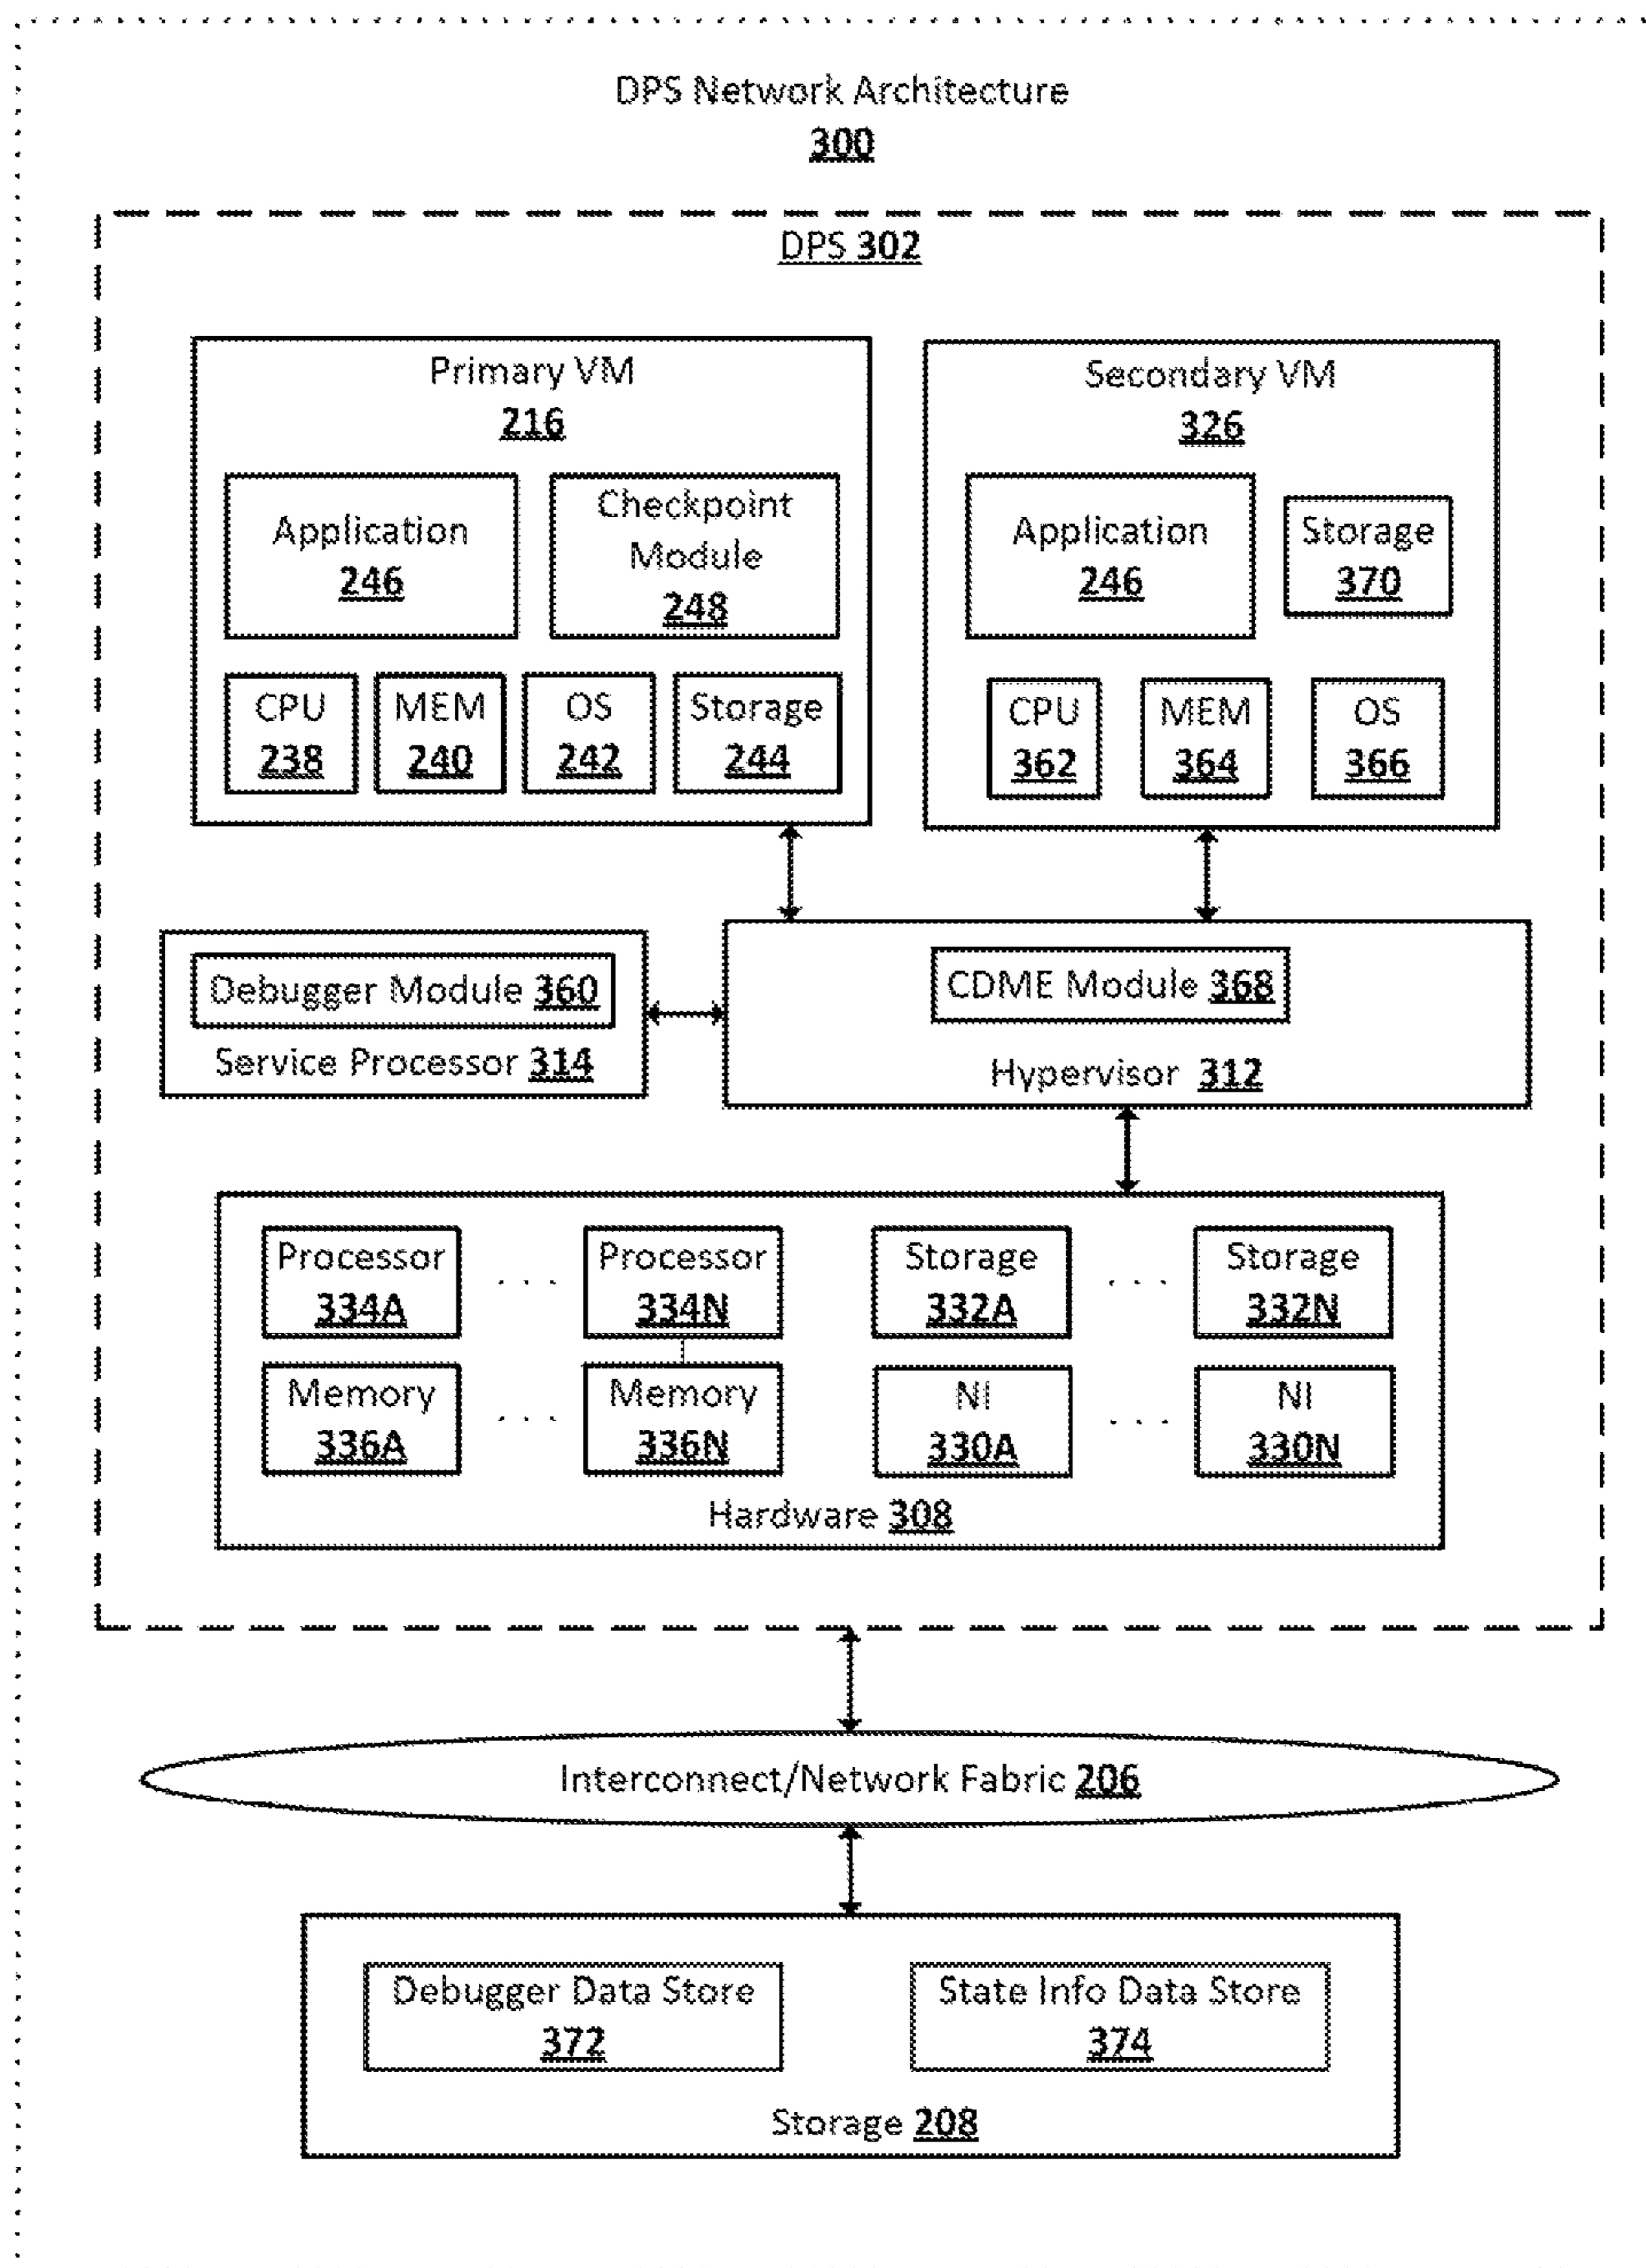 DPS Network Architecture
300
DPS 302
Primary VM
216
Application
246
Checkpoint
Module
248
CPU
238
MEM
240
OS
242
Storage
244
Secondary VM
326
Application
246
Storage
370
CPU
362
MEM
364
OS
366
Debugger Module 360
Service Processor 314
CDME Module 368
Hypervisor 312
Processor
334A
. . .
Processor
334N
Storage
332A
. . .
Storage
332N
Memory
336A
. . .
Memory
336N
NI
330A
. . .
NI
330N
Hardware 308
Interconnect/Network Fabric 206
Debugger Data Store
372
State Info Data Store
374
Storage 208